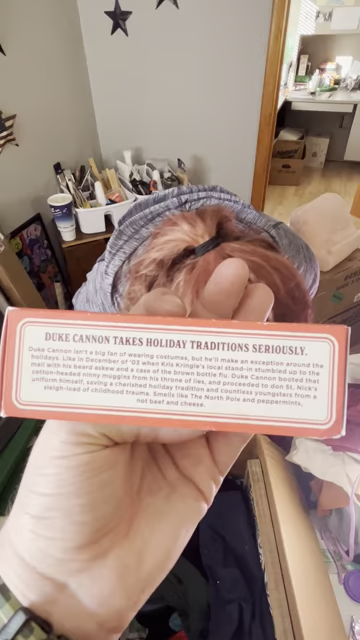 DUKE CANNON TAKES HOLIDAY TRADITIONS SERIOUSLY.
Duke Cannon isn't a big fan of wearing costumes, but he'll make an exception around the
holidays. Like in December of '03 when Kris Kringle's local stand-in stumbled up to the
mall with his beard askew and a case of the brown bottle flu. Duke Cannon booted that
cotton-headed ninny muggins from his throne of lies, and proceeded to don St. Nick's
uniform himself, saving a cherished holiday tradition and countless youngsters from a
sleigh-load of childhood trauma. Smells like The North Pole and peppermints,
not beef and cheese.